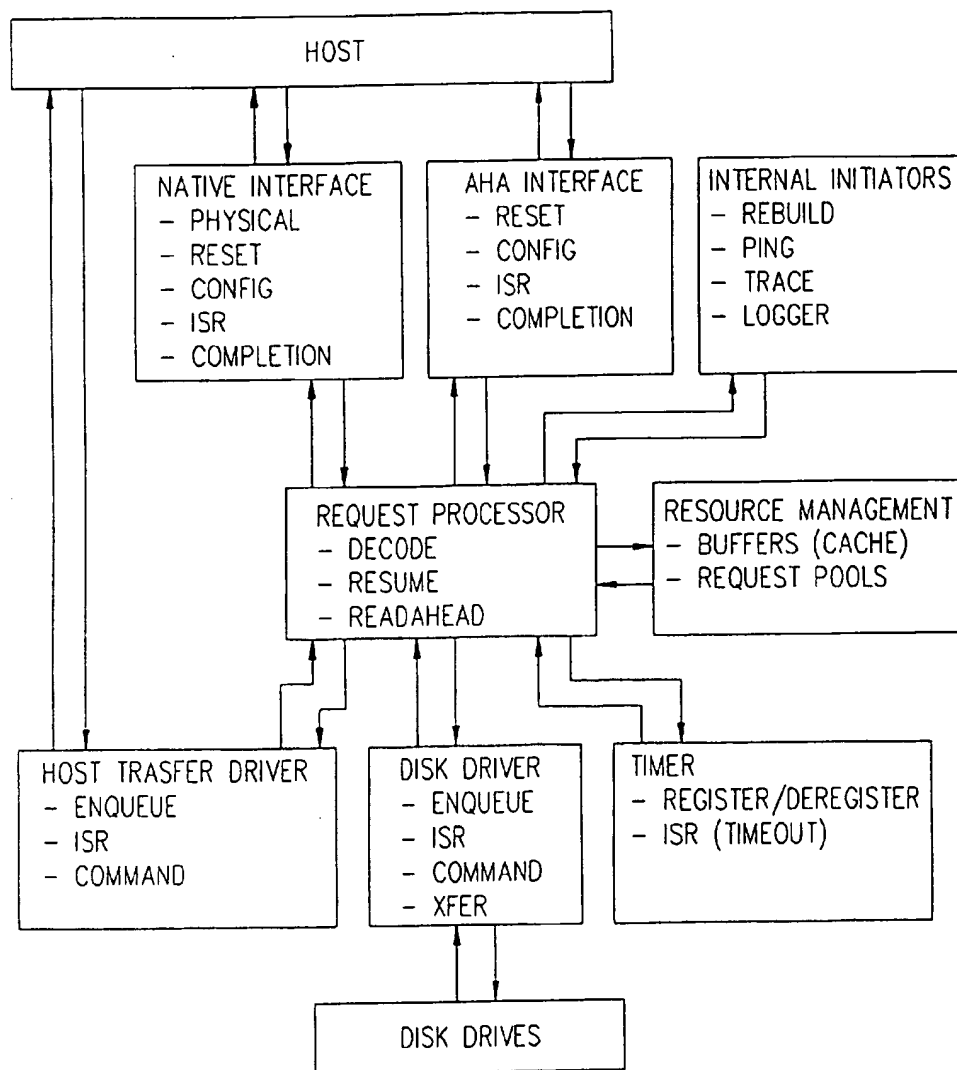 HOST
NATIVE INTERFACE
- PHYSICAL
- RESET
- CONFIG
- ISR
- COMPLETION
AHA INTERFACE
- RESET
- CONFIG
- ISR
- COMPLETION
INTERNAL INITIATORS
- REBUILD
- PING
- TRACE
- LOGGER
REQUEST PROCESSOR
- DECODE
- RESUME
- READAHEAD
RESOURCE MANAGEMENT
- BUFFERS (CACHE)
- REQUEST POOLS
HOST TRASFER DRIVER
- ENQUEUE
- ISR
- COMMAND
DISK DRIVER
- ENQUEUE
- ISR
- COMMAND
- XFER
TIMER
- REGISTER/DEREGISTER
- ISR (TIMEOUT)
DISK DRIVES